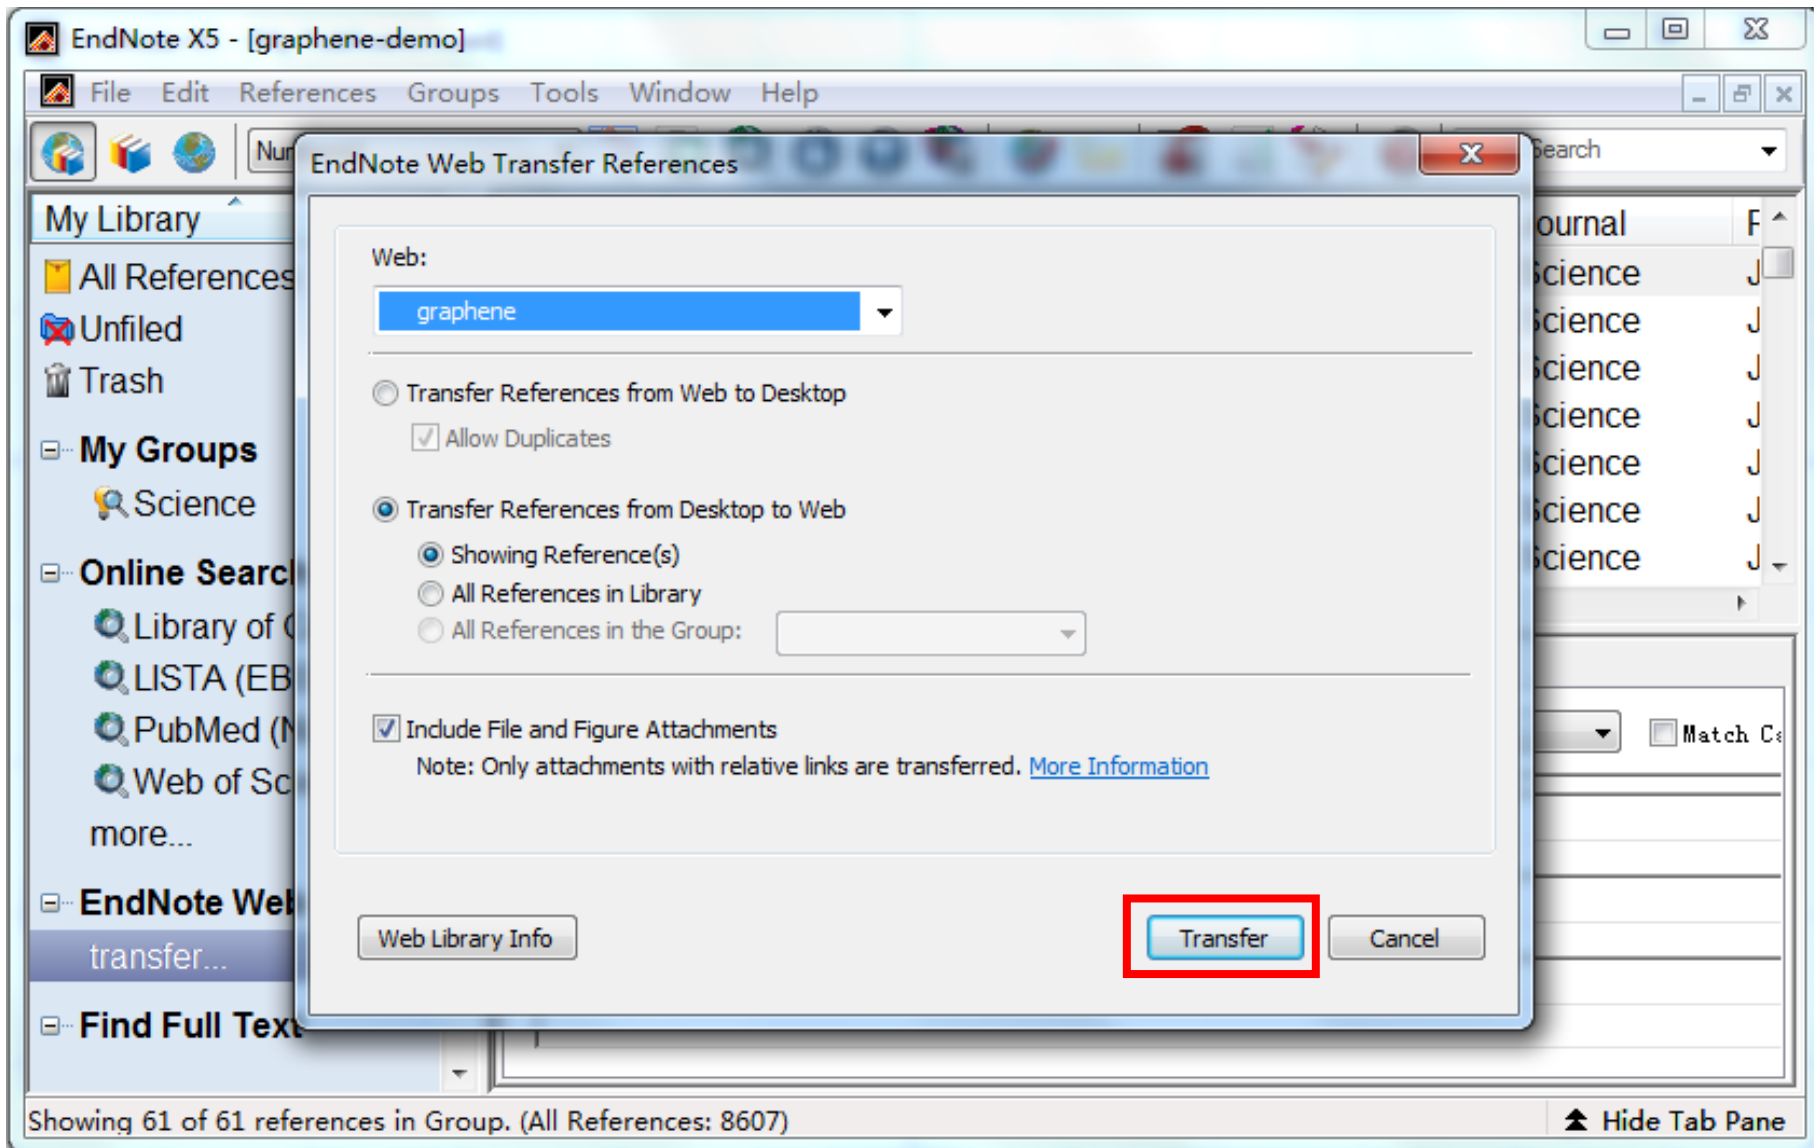 EndNote X5 - [graphene-demo]
File Edit References Groups Tools Window Help
EndNote Web Transfer References
Search
My Library
All References
Unfiled
Trash
My Groups
Science
Online Search
Library of
LISTA (EB
PubMed (N
Web of Sc
more...
EndNote Web
transfer...
Find Full Text
Web:
graphene
Transfer References from Web to Desktop
Allow Duplicates
Transfer References from Desktop to Web
Showing Reference(s)
All References in Library
All References in the Group:
Include File and Figure Attachments
Note: Only attachments with relative links are transferred. More Information
Web Library Info
Transfer
Cancel
ournal
Science J
Science J
Science J
Science J
Science J
Science J
Science J
Match Ca
Showing 61 of 61 references in Group. (All References: 8607)
Hide Tab Pane